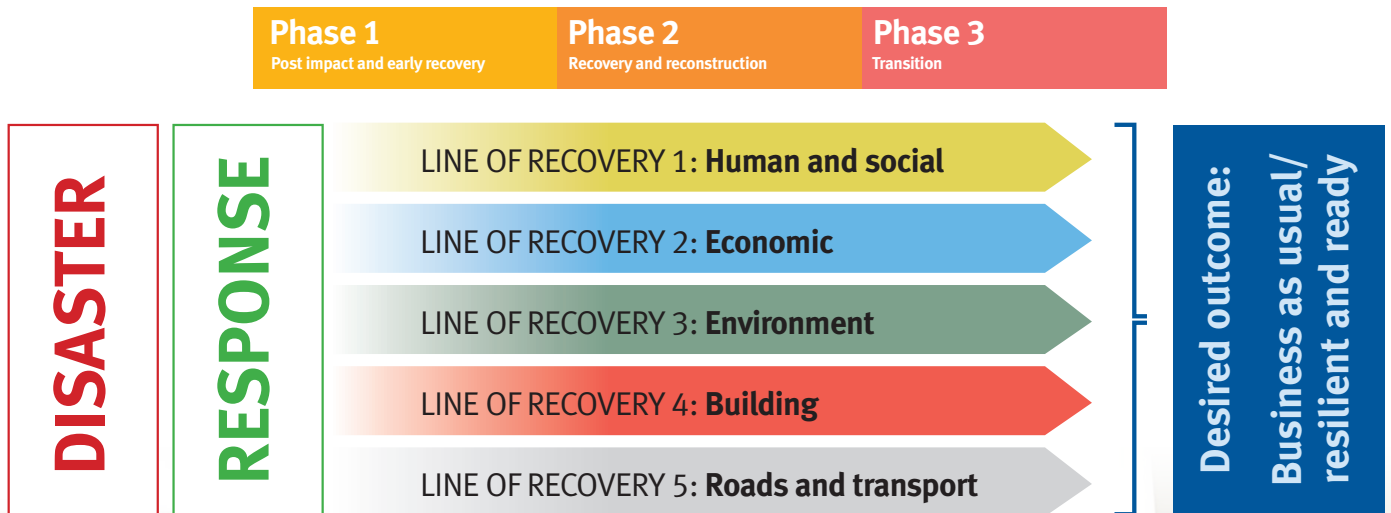 Phase 1
Post impact and early recovery
Phase 2
Recovery and reconstruction
Phase 3
Transition
DISASTER
RESPONSE
LINE OF RECOVERY 1: Human and social
LINE OF RECOVERY 2: Economic
LINE OF RECOVERY 3: Environment
LINE OF RECOVERY 4: Building
LINE OF RECOVERY 5: Roads and transport
Desired outcome:
Business as usual/
resilient and ready